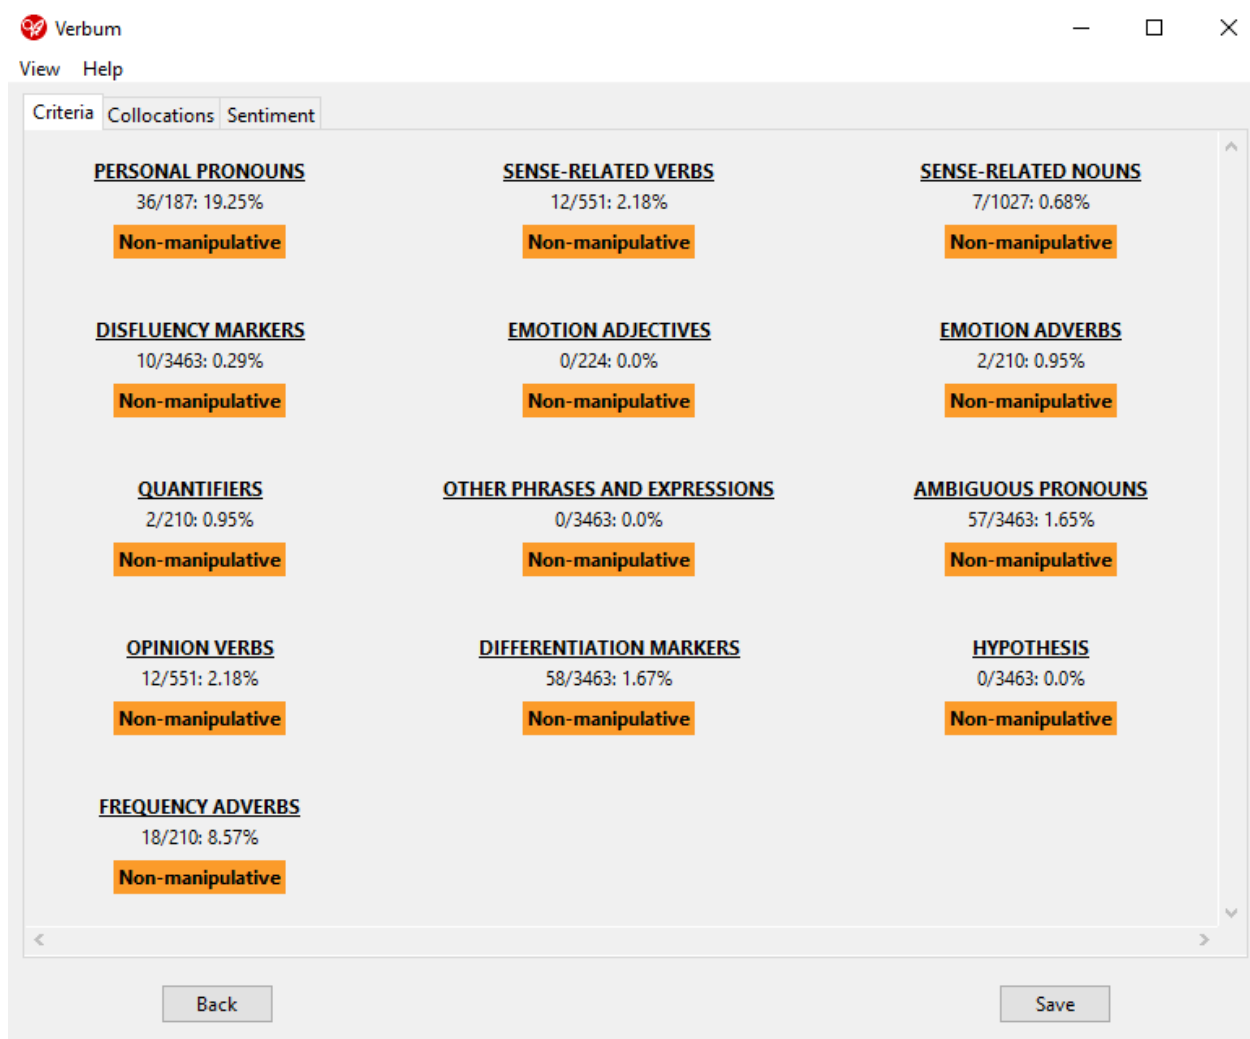 Verbum
View Help
Criteria Collocations Sentiment
PERSONAL PRONOUNS
36/187: 19.25%
Non-manipulative
SENSE-RELATED VERBS
12/551: 2.18%
Non-manipulative
SENSE-RELATED NOUNS
7/1027: 0.68%
Non-manipulative
DISFLUENCY MARKERS
10/3463: 0.29%
Non-manipulative
EMOTION ADJECTIVES
0/224: 0.0%
Non-manipulative
EMOTION ADVERBS
2/210: 0.95%
Non-manipulative
QUANTIFIERS
2/210: 0.95%
Non-manipulative
OTHER PHRASES AND EXPRESSIONS
0/3463: 0.0%
Non-manipulative
AMBIGUOUS PRONOUNS
57/3463: 1.65%
Non-manipulative
OPINION VERBS
12/551: 2.18%
Non-manipulative
DIFFERENTIATION MARKERS
58/3463: 1.67%
Non-manipulative
HYPOTHESIS
0/3463: 0.0%
Non-manipulative
FREQUENCY ADVERBS
18/210: 8.57%
Non-manipulative
Back
Save